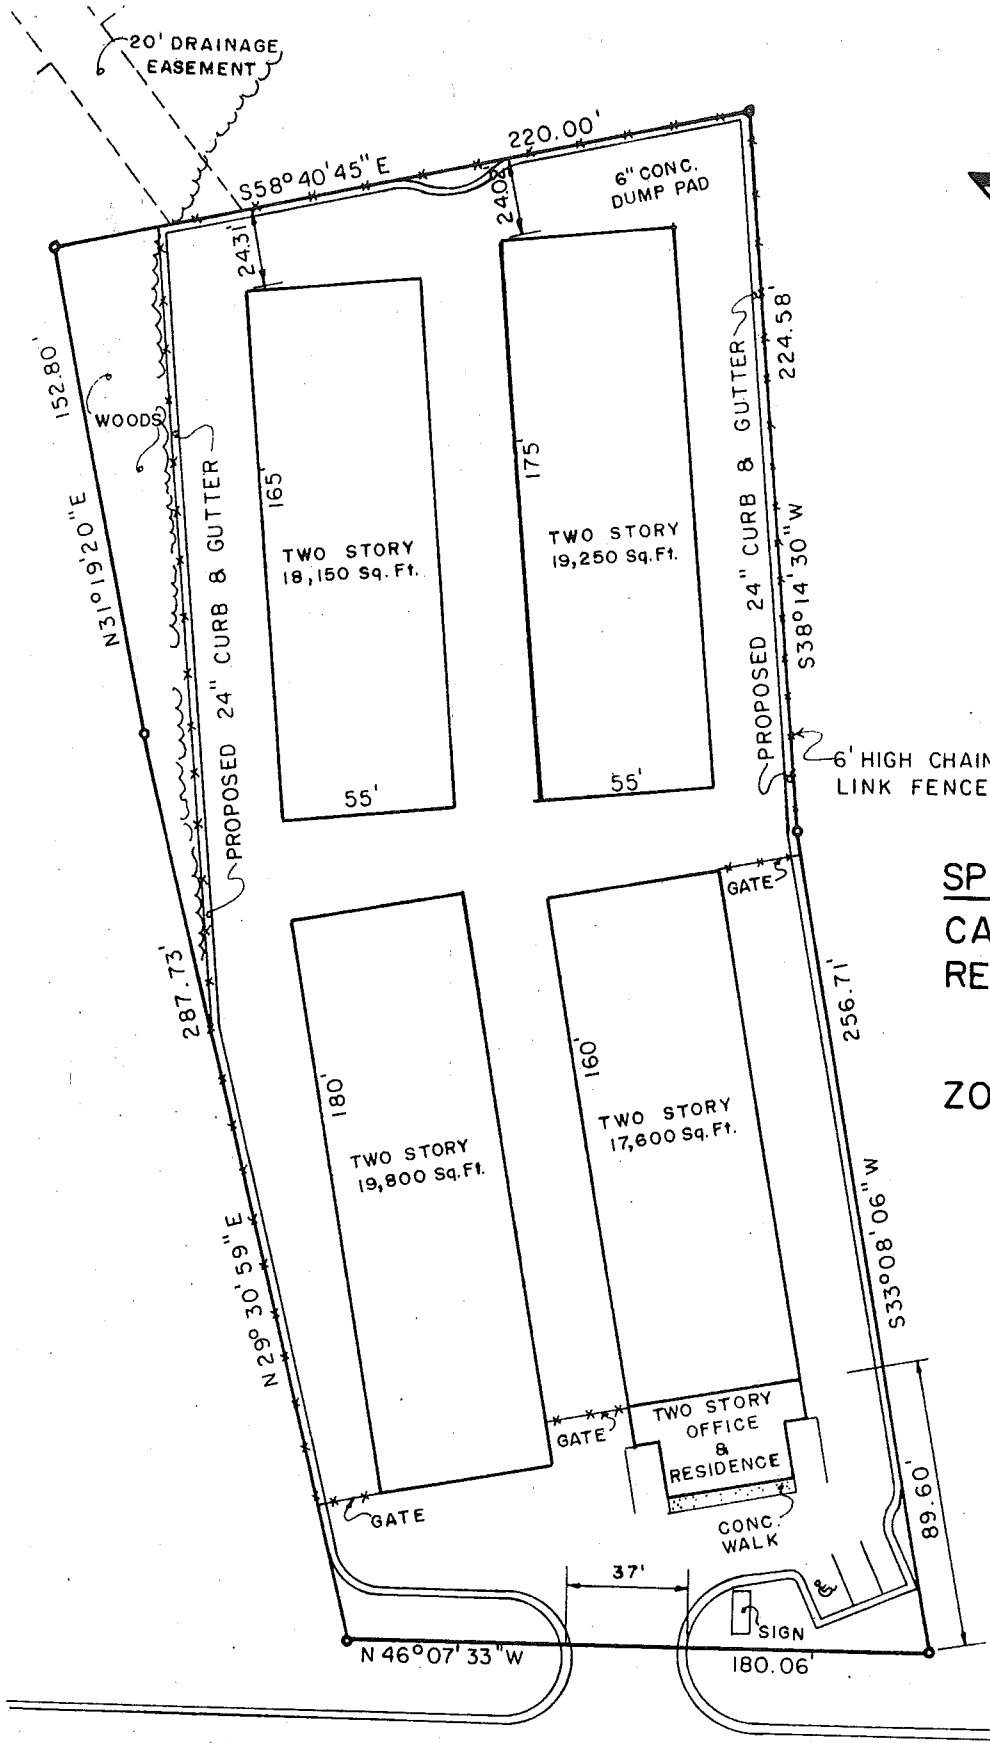 20' DRAINAGE
EASEMENT
220.00'
S58°40'45"E
6" CONC.
DUMP PAD
24.02'
24.31'
152.80'
WOODS
224.58'
PROPOSED 24" CURB & GUTTER
165'
175'
PROPOSED 24" CURB & GUTTER
N31°19'20"E
S38°14'30"W
TWO STORY
18,150 Sq.Ft.
TWO STORY
19,250 Sq.Ft.
55'
55'
6' HIGH CHAIN
LINK FENCE
GATE
SP
CA
RE
ZO
287.73'
256.71'
180'
160'
TWO STORY
19,800 Sq.Ft.
TWO STORY
17,600 Sq.Ft.
N 29° 30' 59" E
S33°08'06"W
TWO STORY
OFFICE
&
RESIDENCE
GATE
GATE
CONC.
WALK
89.60'
37'
SIGN
N 46°07'33"W
180.06'